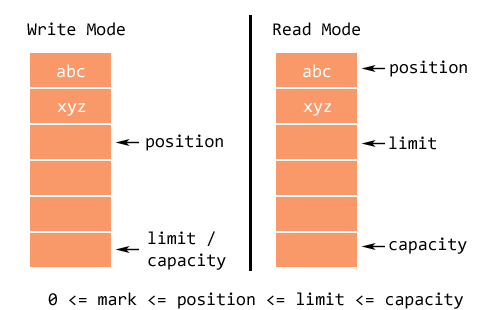 Write Mode
abc
xyz
position
limit /
capacity
Read Mode
abc
xyz
position
limit
capacity
0 <= mark <= position <= limit <= capacity